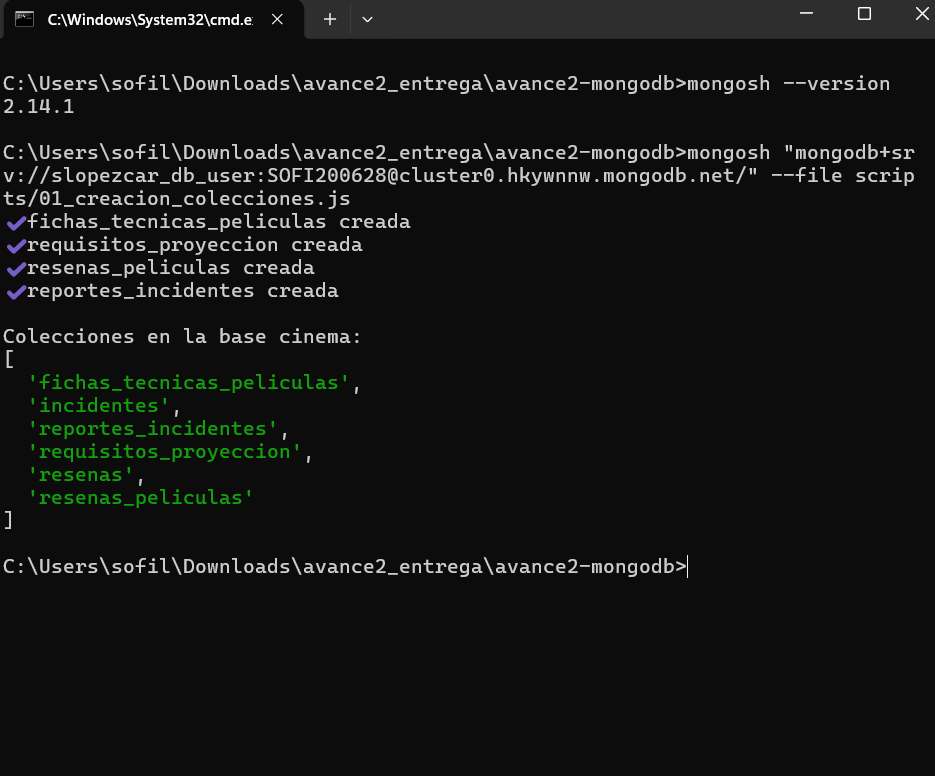 C:\Windows\System32\cmd.e
C:\Users\sofil\Downloads\avance2_entrega\avance2-mongodb>mongosh --version
2.14.1
C:\Users\sofil\Downloads\avance2_entrega\avance2-mongodb>mongosh "mongodb+sr
v://slopezcar_db_user:SOFI200628@cluster0.hkywnnw.mongodb.net/" --file scrip
ts/01_creacion_colecciones.js
✔fichas_tecnicas_peliculas creada
✔requisitos_proyeccion creada
✔resenas_peliculas creada
✔reportes_incidentes creada
Colecciones en la base cinema:
[
'fichas_tecnicas_peliculas',
'incidentes',
'reportes_incidentes',
'requisitos_proyeccion',
'resenas',
'resenas_peliculas'
]
C:\Users\sofil\Downloads\avance2_entrega\avance2-mongodb>